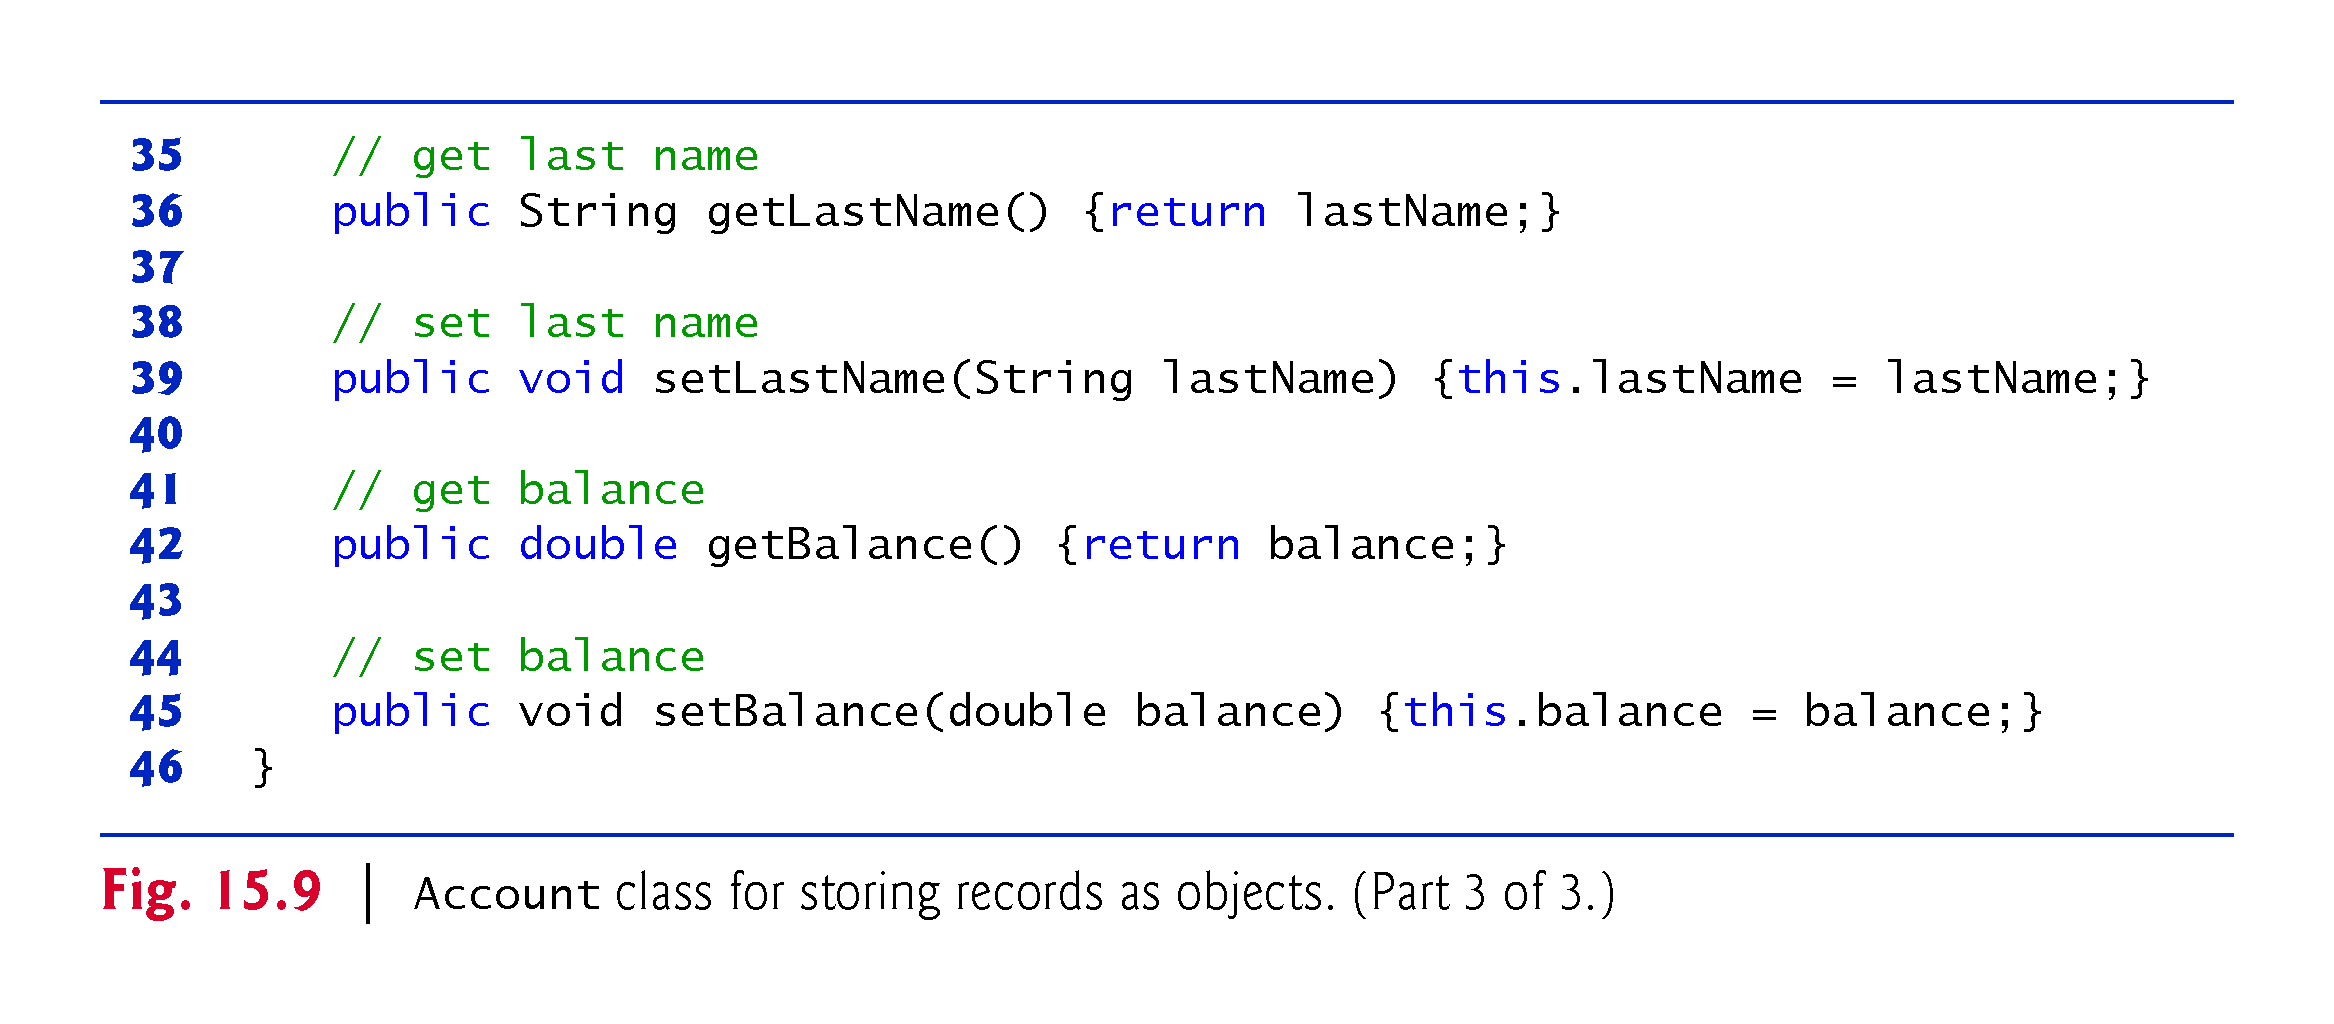 35 // get last name
36 public String getLastName() {return lastName;}
37
38 // set last name
39 public void setLastName(String lastName) {this.lastName = lastName;}
40
41 // get balance
42 public double getBalance() {return balance;}
43
44 // set balance
45 public void setBalance(double balance) {this.balance = balance;}
46 }
Fig. 15.9 | Account class for storing records as objects. (Part 3 of 3.)